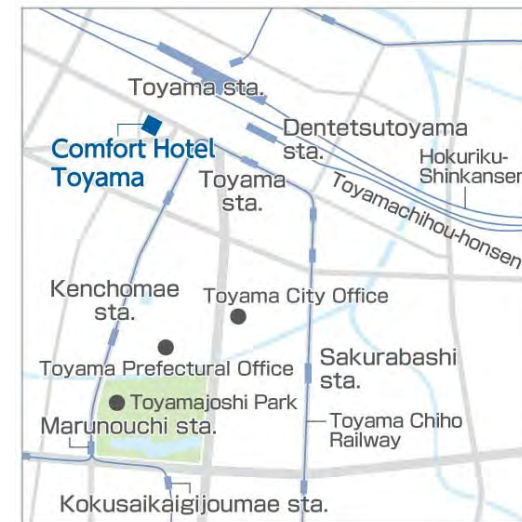 Toyama sta.
Comfort Hotel
Toyama
Dentetsutoyama
sta.
Hokuriku-
Shinkansen
Toyama
sta.
Toyamachihou-honsen
Kenchomae
sta.
Toyama City Office
Toyama Prefectural Office
Sakurabashi
sta.
Toyamajoshi Park
Marunouchi sta.
Toyama Chiho
Railway
Kokusaikaigijoumae sta.